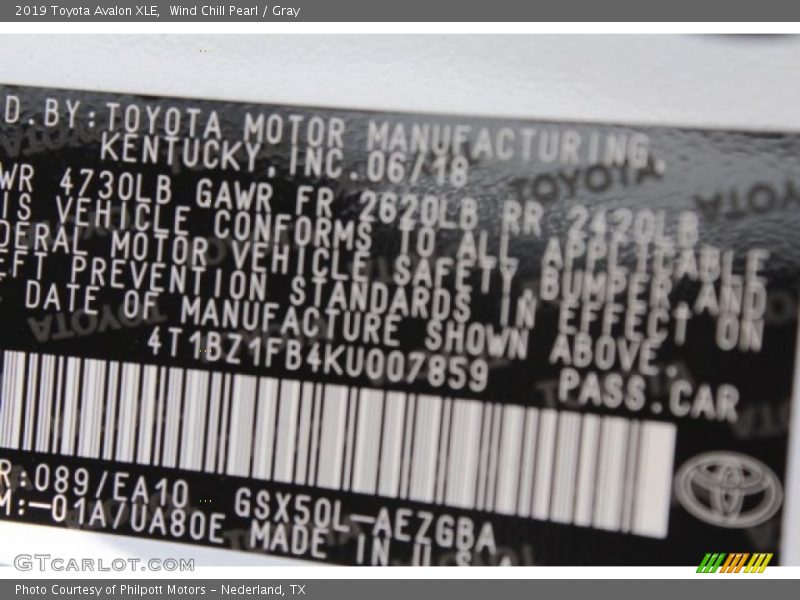 2019 Toyota Avalon XLE,  Wind Chill Pearl / Gray
D.BY:TOYOTA MOTOR MANUFACTURING,
KENTUCKY,INC.06/18
WR 4730LB GAWR FR 2620LB RR 2420LB
IS VEHICLE CONFORMS TO ALL APPLICABLE
DERAL MOTOR VEHICLE SAFETY BUMPER AND
EFT PREVENTION STANDARDS IN EFFECT ON
DATE OF MANUFACTURE SHOWN ABOVE.
4T1BZ1FB4KU007859 PASS.CAR
R:089/EA10 GSX50L-AEZGBA
M:-01A/UA80E MADE IN U.S.A
GTCarLot.com
Photo Courtesy of Philpott Motors - Nederland, TX